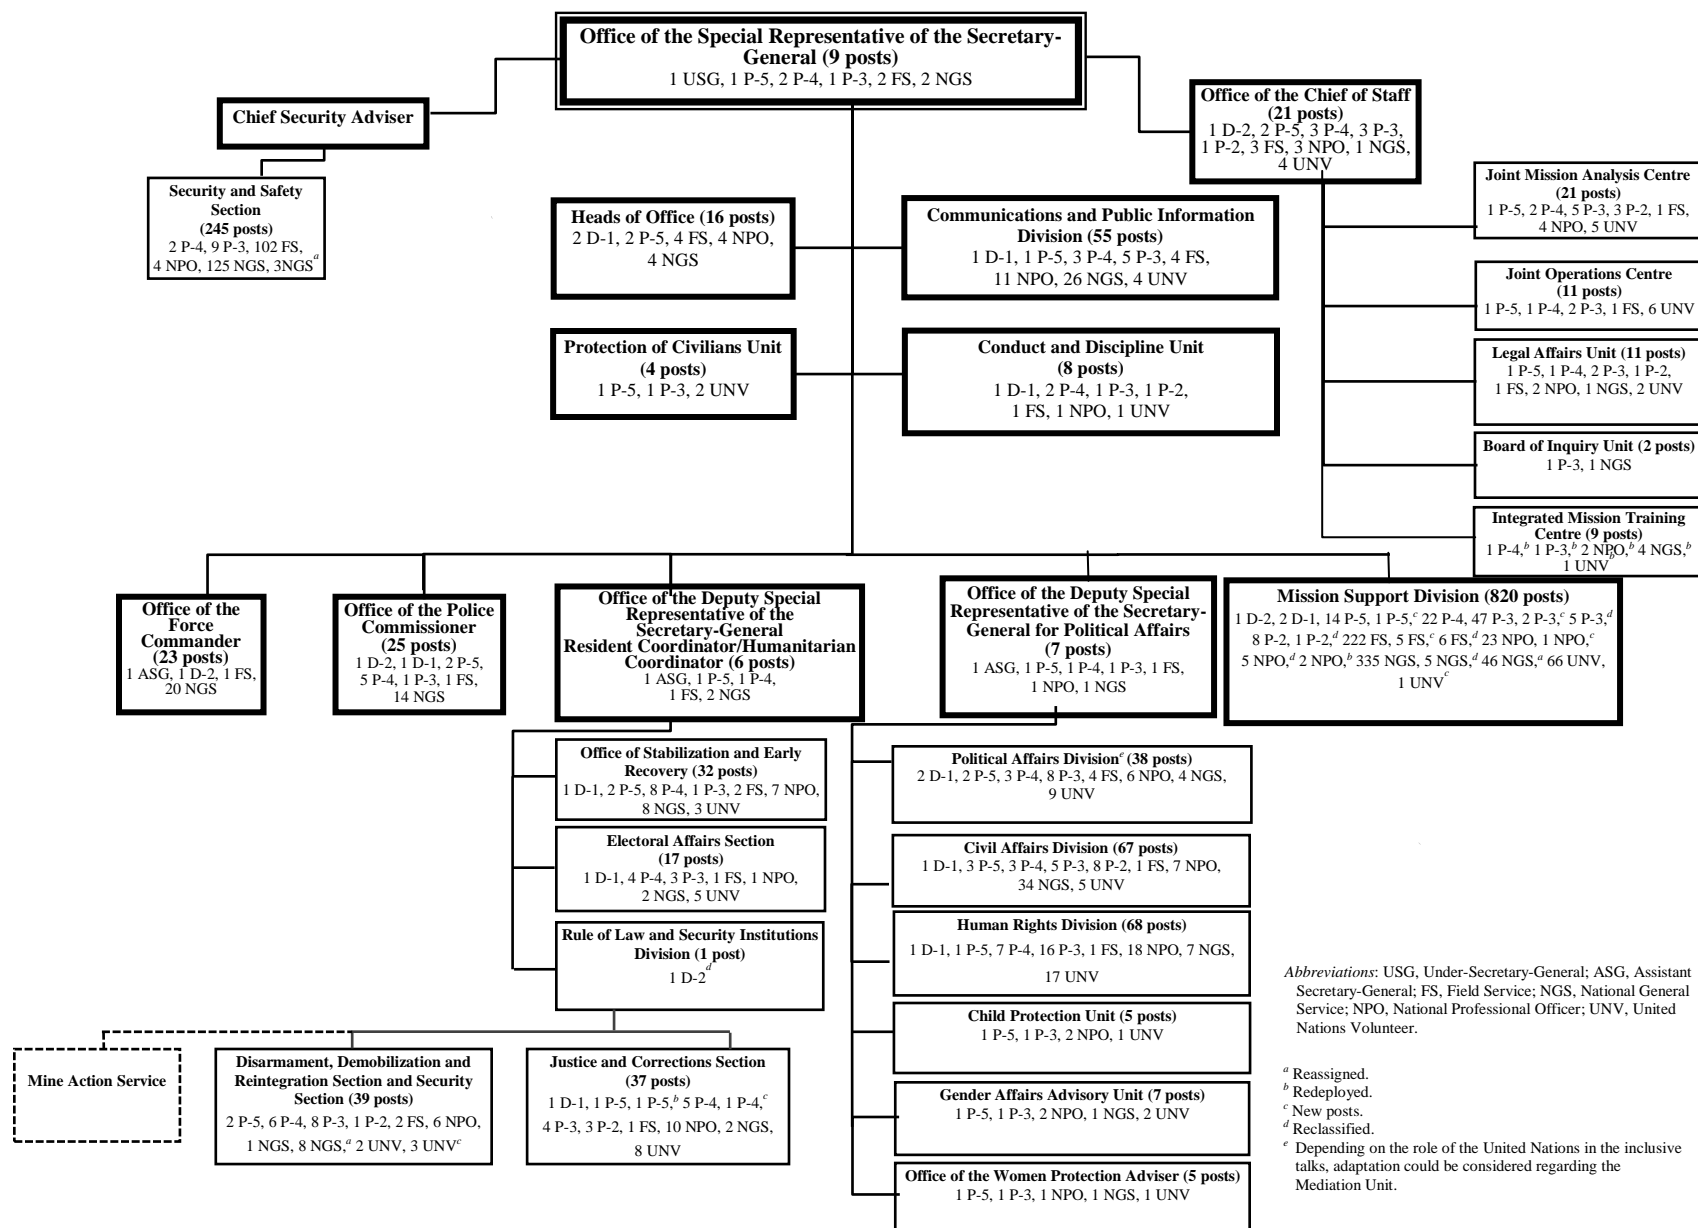 Office of the Special Representative of the Secretary-
General (9 posts)
1 USG, 1 P-5, 2 P-4, 1 P-3, 2 FS, 2 NGS
Chief Security Adviser
Security and Safety
Section
(245 posts)
2 P-4, 9 P-3, 102 FS,
4 NPO, 125 NGS, 3NGS a
Office of the Chief of Staff
(21 posts)
1 D-2, 2 P-5, 3 P-4, 3 P-3,
1 P-2, 3 FS, 3 NPO, 1 NGS,
4 UNV
Heads of Office (16 posts)
2 D-1, 2 P-5, 4 FS, 4 NPO,
4 NGS
Communications and Public Information
Division (55 posts)
1 D-1, 1 P-5, 3 P-4, 5 P-3, 4 FS,
11 NPO, 26 NGS, 4 UNV
Protection of Civilians Unit
(4 posts)
1 P-5, 1 P-3, 2 UNV
Conduct and Discipline Unit
(8 posts)
1 D-1, 2 P-4, 1 P-3, 1 P-2,
1 FS, 1 NPO, 1 UNV
Joint Mission Analysis Centre
(21 posts)
1 P-5, 2 P-4, 5 P-3, 3 P-2, 1 FS,
4 NPO, 5 UNV
Joint Operations Centre
(11 posts)
1 P-5, 1 P-4, 2 P-3, 1 FS, 6 UNV
Legal Affairs Unit (11 posts)
1 P-5, 1 P-4, 2 P-3, 1 P-2,
1 FS, 2 NPO, 1 NGS, 2 UNV
Board of Inquiry Unit (2 posts)
1 P-3, 1 NGS
Integrated Mission Training
Centre (9 posts)
1 P-4,b 1 P-3,b 2 NPO,b 4 NGS,b
1 UNV b
Office of the
Force
Commander
(23 posts)
1 ASG, 1 D-2, 1 FS,
20 NGS
Office of the Police
Commissioner
(25 posts)
1 D-2, 1 D-1, 2 P-5,
5 P-4, 1 P-3, 1 FS,
14 NGS
Office of the Deputy Special
Representative of the
Secretary-General
Resident Coordinator/Humanitarian
Coordinator (6 posts)
1 ASG, 1 P-5, 1 P-4,
1 FS, 2 NGS
Office of the Deputy Special
Representative of the Secretary-
General for Political Affairs
(7 posts)
1 ASG, 1 P-5, 1 P-4, 1 P-3, 1 FS,
1 NPO, 1 NGS
Mission Support Division (820 posts)
1 D-2, 2 D-1, 14 P-5, 1 P-5,c 22 P-4, 47 P-3, 2 P-3,c 5 P-3,d
8 P-2, 1 P-2,d 222 FS, 5 FS,c 6 FS,d 23 NPO, 1 NPO,c
5 NPO,d 2 NPO,b 335 NGS, 5 NGS,d 46 NGS,a 66 UNV,
1 UNV c
Office of Stabilization and Early
Recovery (32 posts)
1 D-1, 2 P-5, 8 P-4, 1 P-3, 2 FS, 7 NPO,
8 NGS, 3 UNV
Electoral Affairs Section
(17 posts)
1 D-1, 4 P-4, 3 P-3, 1 FS, 1 NPO,
2 NGS, 5 UNV
Rule of Law and Security Institutions
Division (1 post)
1 D-2 d
Mine Action Service
Disarmament, Demobilization and
Reintegration Section and Security
Section (39 posts)
2 P-5, 6 P-4, 8 P-3, 1 P-2, 2 FS, 6 NPO,
1 NGS, 8 NGS,a 2 UNV, 3 UNV c
Justice and Corrections Section
(37 posts)
1 D-1, 1 P-5, 1 P-5,b 5 P-4, 1 P-4,c
4 P-3, 3 P-2, 1 FS, 10 NPO, 2 NGS,
8 UNV
Political Affairs Division e (38 posts)
2 D-1, 2 P-5, 3 P-4, 8 P-3, 4 FS, 6 NPO, 4 NGS,
9 UNV
Civil Affairs Division (67 posts)
1 D-1, 3 P-5, 3 P-4, 5 P-3, 8 P-2, 1 FS, 7 NPO,
34 NGS, 5 UNV
Human Rights Division (68 posts)
1 D-1, 1 P-5, 7 P-4, 16 P-3, 1 FS, 18 NPO, 7 NGS,
17 UNV
Child Protection Unit (5 posts)
1 P-5, 1 P-3, 2 NPO, 1 UNV
Gender Affairs Advisory Unit (7 posts)
1 P-5, 1 P-3, 2 NPO, 1 NGS, 2 UNV
Office of the Women Protection Adviser (5 posts)
1 P-5, 1 P-3, 1 NPO, 1 NGS, 1 UNV
Abbreviations: USG, Under-Secretary-General; ASG, Assistant
Secretary-General; FS, Field Service; NGS, National General
Service; NPO, National Professional Officer; UNV, United
Nations Volunteer.
a Reassigned.
b Redeployed.
c New posts.
d Reclassified.
e Depending on the role of the United Nations in the inclusive
talks, adaptation could be considered regarding the
Mediation Unit.